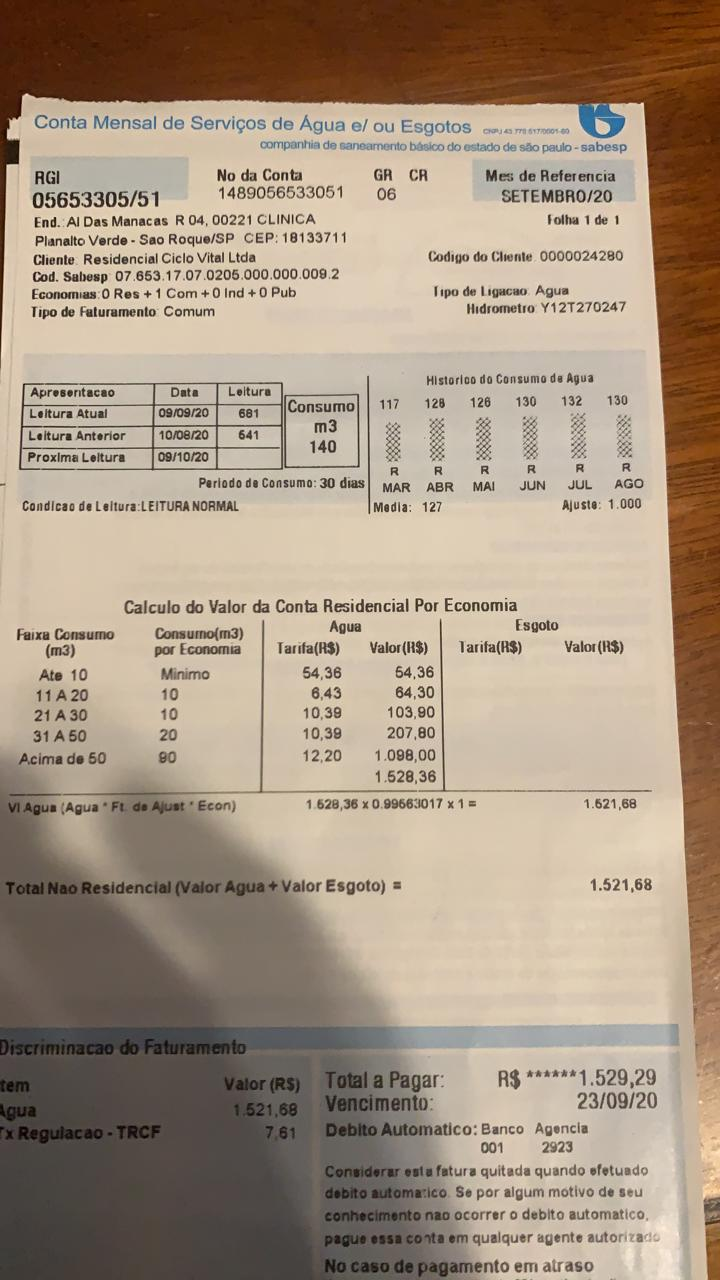 Conta Mensal de Serviços de Água e/ ou Esgotos CNPJ 43.776.517/0001-80
companhia de saneamento básico do estado de são paulo - sabesp
RGI No da Conta GR CR Mes de Referencia
05653305/51 1489056533051 06 SETEMBRO/20
End.: Al Das Manacas R 04, 00221 CLINICA Folha 1 de 1
Planalto Verde - Sao Roque/SP CEP: 18133711
Cliente: Residencial Ciclo Vital Ltda Codigo do Cliente: 0000024280
Cod. Sabesp: 07.653.17.07.0205.000.000.009.2
Economias:0 Res + 1 Com + 0 Ind + 0 Pub Tipo de Ligacao: Agua
Tipo de Faturamento: Comum Hidrometro: Y12T270247
Historico do Consumo de Agua
Apresentacao Data Leitura
Leitura Atual 09/09/20 681
Leitura Anterior 10/08/20 541
Proxima Leitura 09/10/20
Consumo
m3
140
117 128 126 130 132 130
R R R R R R
MAR ABR MAI JUN JUL AGO
Periodo de Consumo: 30 dias
Condicao de Leitura:LEITURA NORMAL Media: 127 Ajuste: 1.000
Calculo do Valor da Conta Residencial Por Economia
Faixa Consumo Consumo(m3) Agua Esgoto
(m3) por Economia Tarifa(R$) Valor(R$) Tarifa(R$) Valor(R$)
Ate 10 Minimo 54,36 54,36
11 A 20 10 6,43 64,30
21 A 30 10 10,39 103,90
31 A 50 20 10,39 207,80
Acima de 50 90 12,20 1.098,00
1.528,36
Vl Agua (Agua * Ft. de Ajust * Econ) 1.528,36 x 0.99563017 x 1 = 1.521,68
Total Nao Residencial (Valor Agua + Valor Esgoto) = 1.521,68
Discriminacao do Faturamento
tem Valor (R$)
Agua 1.521,68
Tx Regulacao - TRCF 7,61
Total a Pagar: R$ ******1.529,29
Vencimento: 23/09/20
Debito Automatico: Banco Agencia
001 2923
Considerar esta fatura quitada quando efetuado
debito automatico. Se por algum motivo de seu
conhecimento nao ocorrer o debito automatico,
pague essa conta em qualquer agente autorizado
No caso de pagamento em atraso